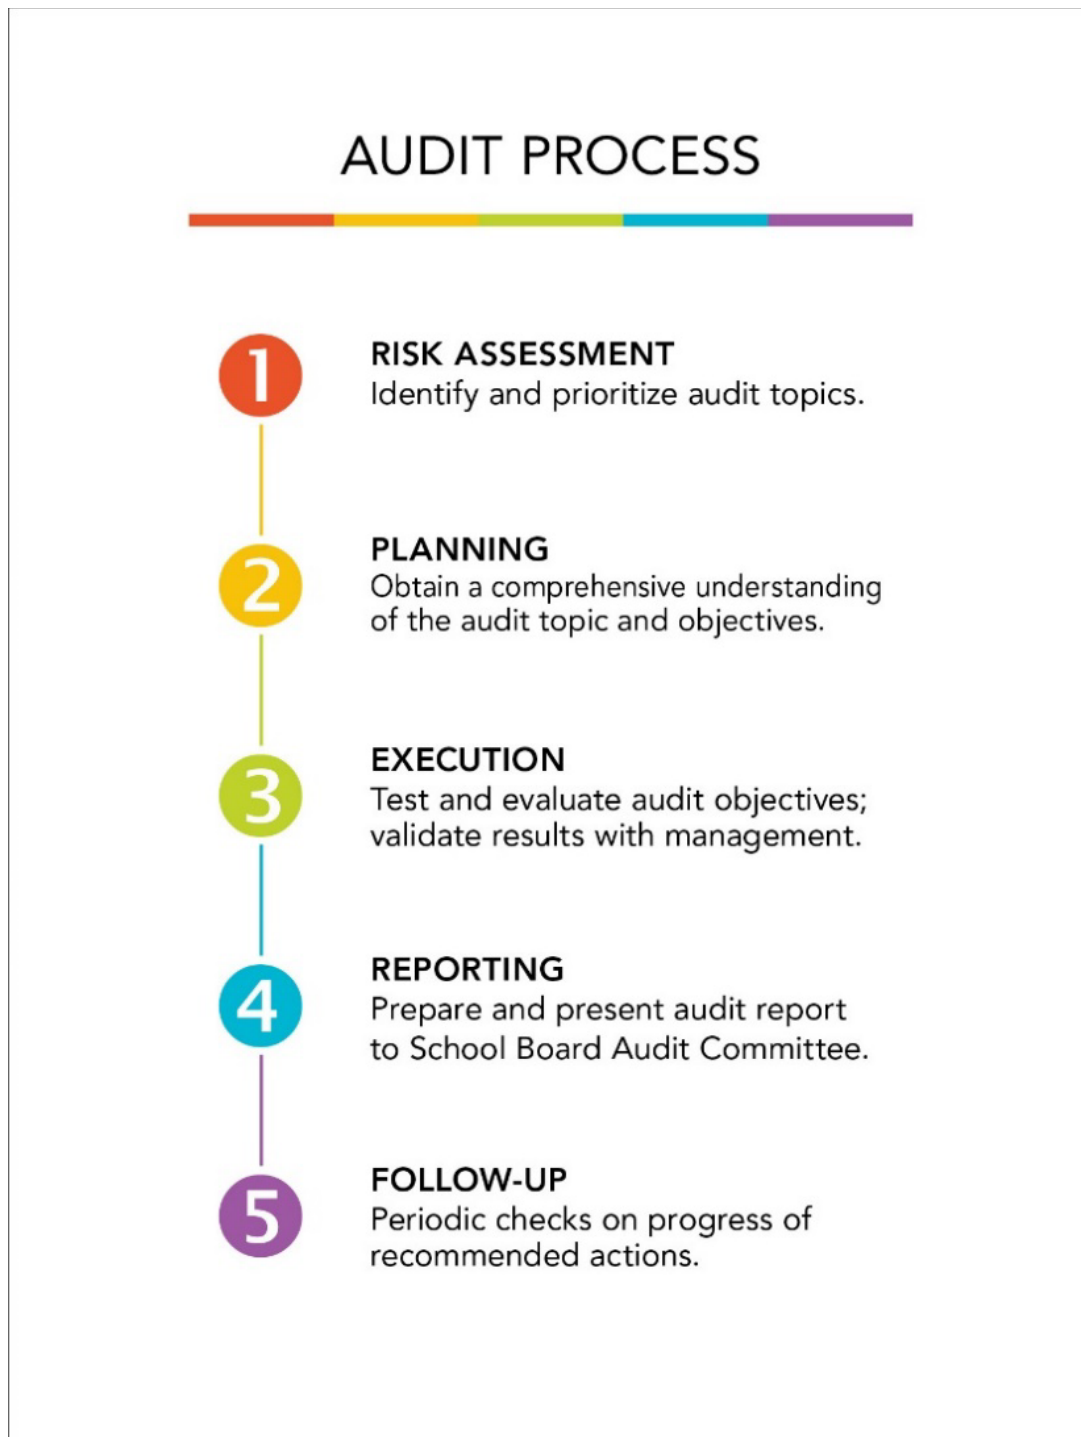 AUDIT PROCESS
1
RISK ASSESSMENT
Identify and prioritize audit topics.
2
PLANNING
Obtain a comprehensive understanding
of the audit topic and objectives.
3
EXECUTION
Test and evaluate audit objectives;
validate results with management.
4
REPORTING
Prepare and present audit report
to School Board Audit Committee.
5
FOLLOW-UP
Periodic checks on progress of
recommended actions.